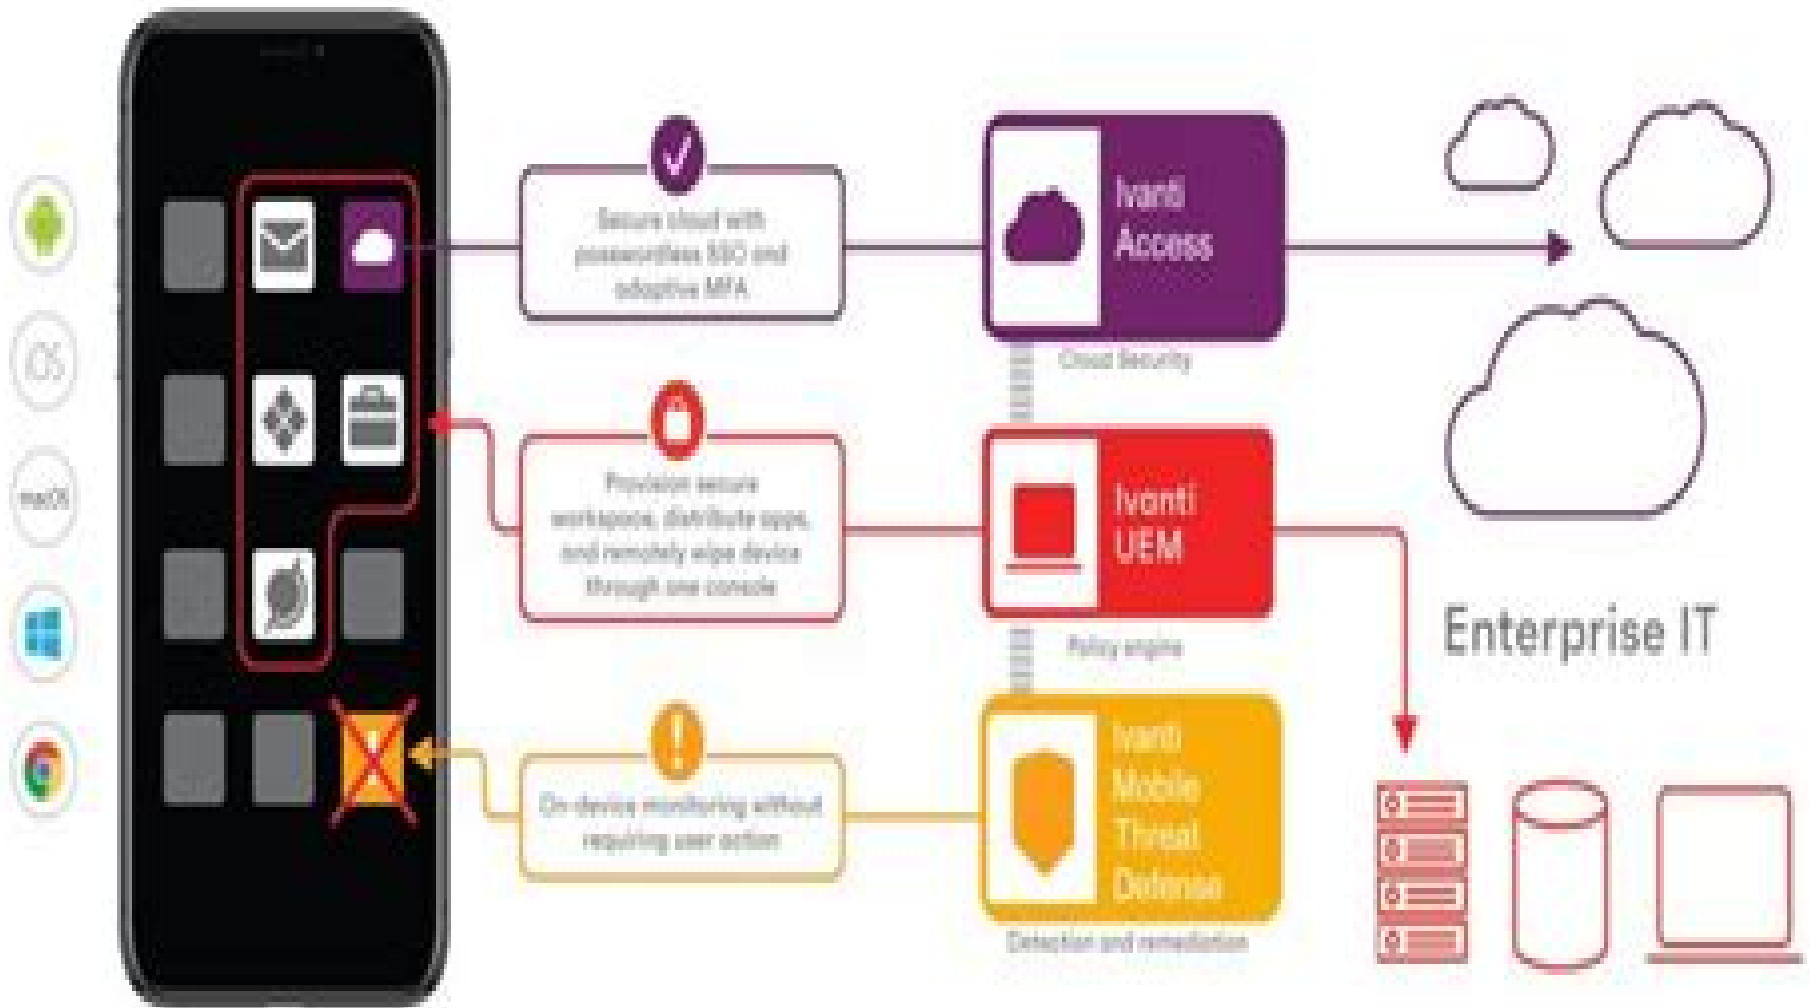 iOS
macOS
Secure cloud with
passwordless SSO and
adaptive MFA
Ivanti
Access
Cloud Security
Provision secure
workspace, distribute apps,
and remotely wipe device
through one console
Ivanti
UEM
Policy engine
Enterprise IT
On-device monitoring without
requiring user action
Ivanti
Mobile
Threat
Defense
Detection and remediation